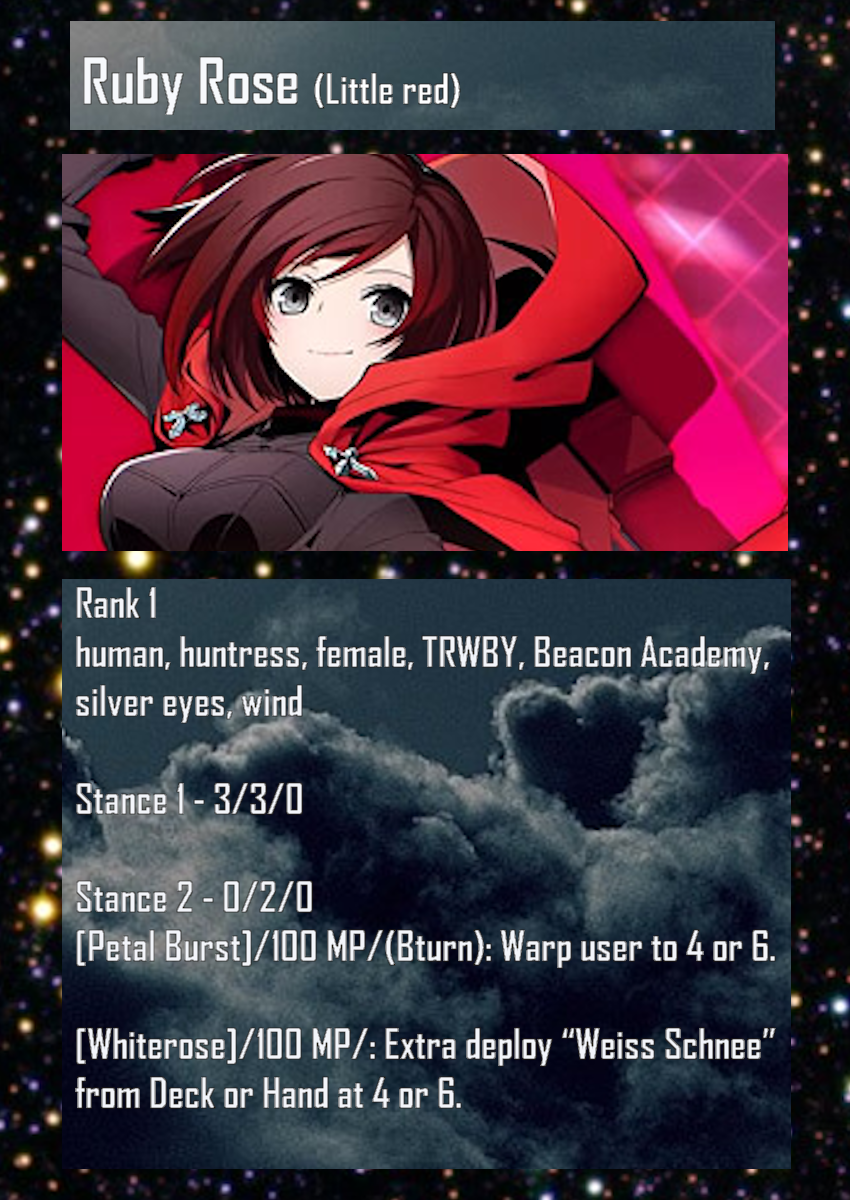 Ruby Rose (Little red)
Rank 1
human, huntress, female, TRWBY, Beacon Academy,
silver eyes, wind
Stance 1 - 3/3/0
Stance 2 - 0/2/0
[Petal Burst]/100 MP/(Bturn): Warp user to 4 or 6.
[Whiterose]/100 MP/: Extra deploy “Weiss Schnee”
from Deck or Hand at 4 or 6.